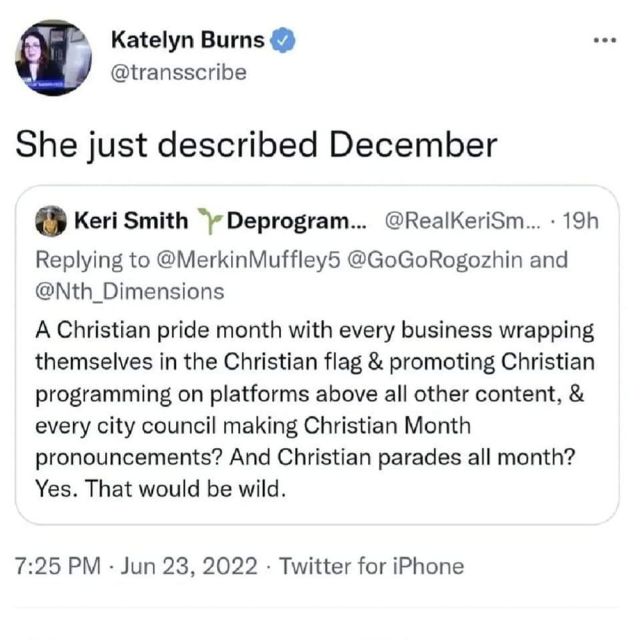 Katelyn Burns
@transscribe
She just described December
Keri Smith Deprogram... @RealKeriSm... · 19h
Replying to @MerkinMuffley5 @GoGoRogozhin and
@Nth_Dimensions
A Christian pride month with every business wrapping
themselves in the Christian flag & promoting Christian
programming on platforms above all other content, &
every city council making Christian Month
pronouncements? And Christian parades all month?
Yes. That would be wild.
7:25 PM · Jun 23, 2022 · Twitter for iPhone